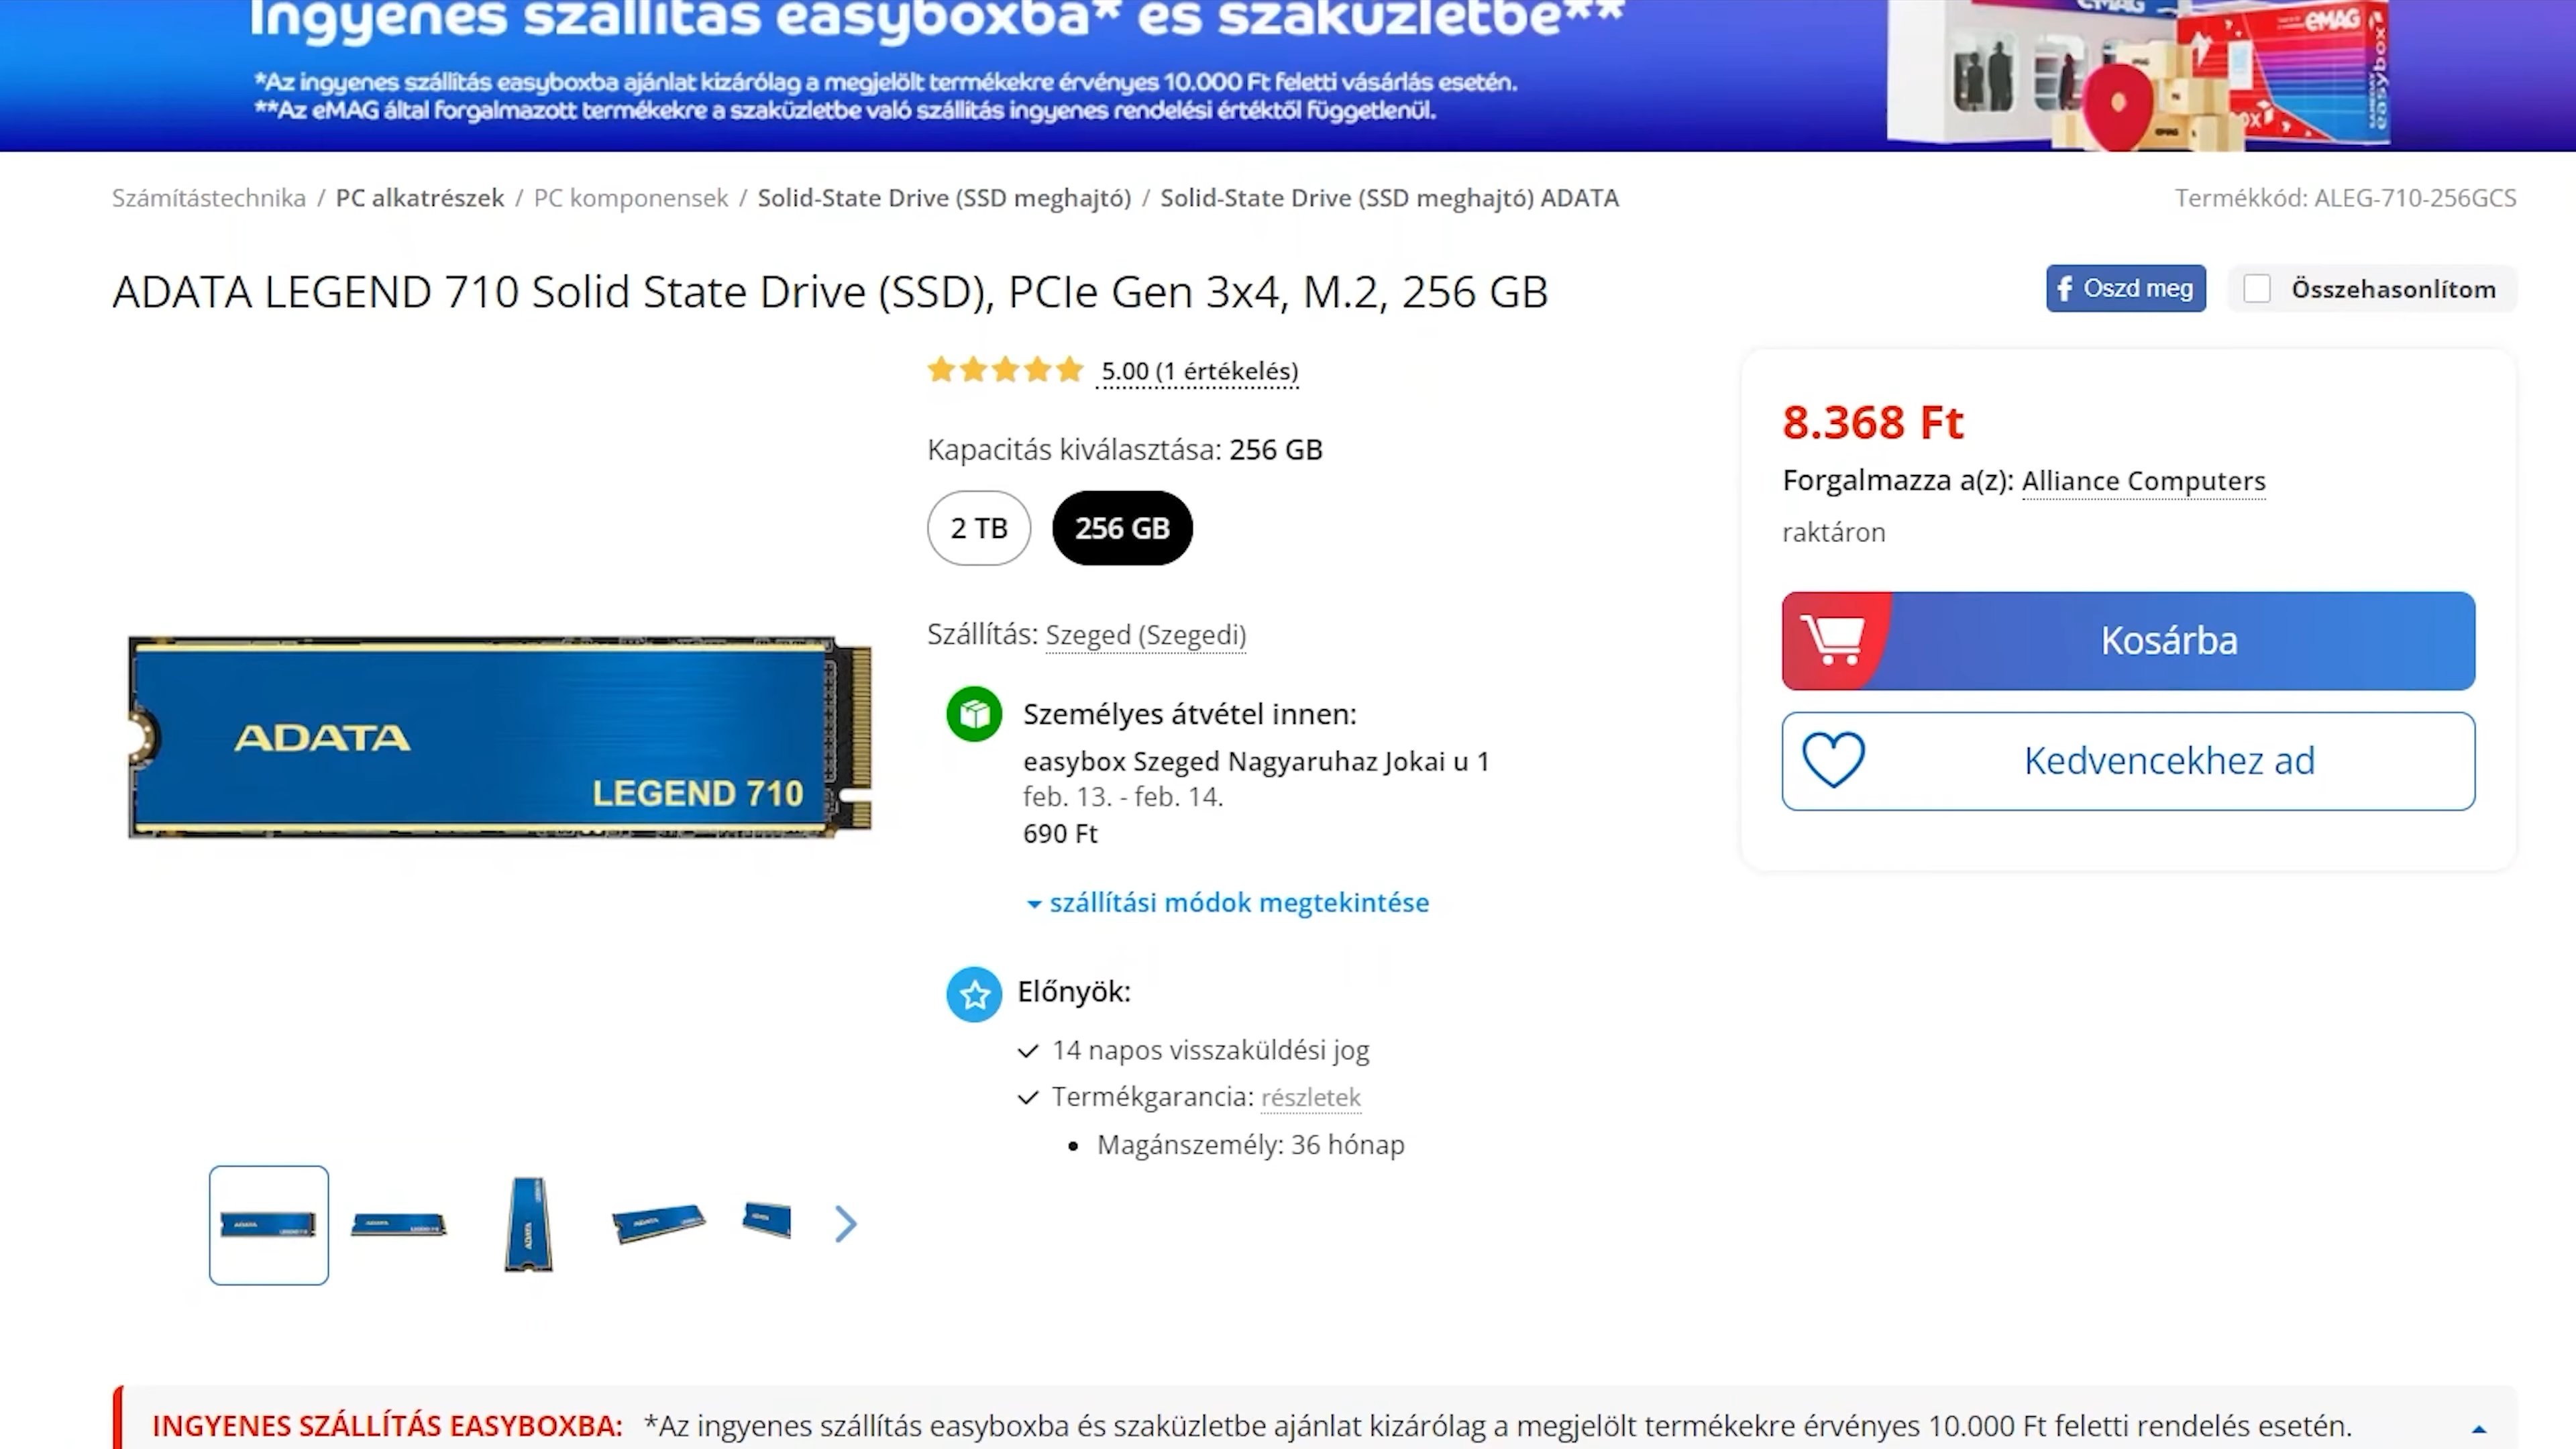 Ingyenes szállítás easyboxba* és szaküzletbe**
*Az ingyenes szállítás easyboxba ajánlat kizárólag a megjelölt termékekre érvényes 10.000 Ft feletti vásárlás esetén.
**Az eMAG által forgalmazott termékekre a szaküzletbe való szállítás ingyenes rendelési értéktől függetlenül.
eMAG
eMAG
easybox
Számítástechnika / PC alkatrészek / PC komponensek / Solid-State Drive (SSD meghajtó) / Solid-State Drive (SSD meghajtó) ADATA
Termékkód: ALEG-710-256GCS
ADATA LEGEND 710 Solid State Drive (SSD), PCIe Gen 3x4, M.2, 256 GB
Oszd meg
Összehasonlítom
5.00 (1 értékelés)
Kapacitás kiválasztása: 256 GB
2 TB
256 GB
Szállítás: Szeged (Szegedi)
Személyes átvétel innen:
easybox Szeged Nagyaruhaz Jokai u 1
feb. 13. - feb. 14.
690 Ft
szállítási módok megtekintése
Előnyök:
14 napos visszaküldési jog
Termékgarancia: részletek
Magánszemély: 36 hónap
8.368 Ft
Forgalmazza a(z): Alliance Computers
raktáron
Kosárba
Kedvencekhez ad
ADATA
LEGEND 710
INGYENES SZÁLLÍTÁS EASYBOXBA: *Az ingyenes szállítás easyboxba és szaküzletbe ajánlat kizárólag a megjelölt termékekre érvényes 10.000 Ft feletti rendelés esetén.